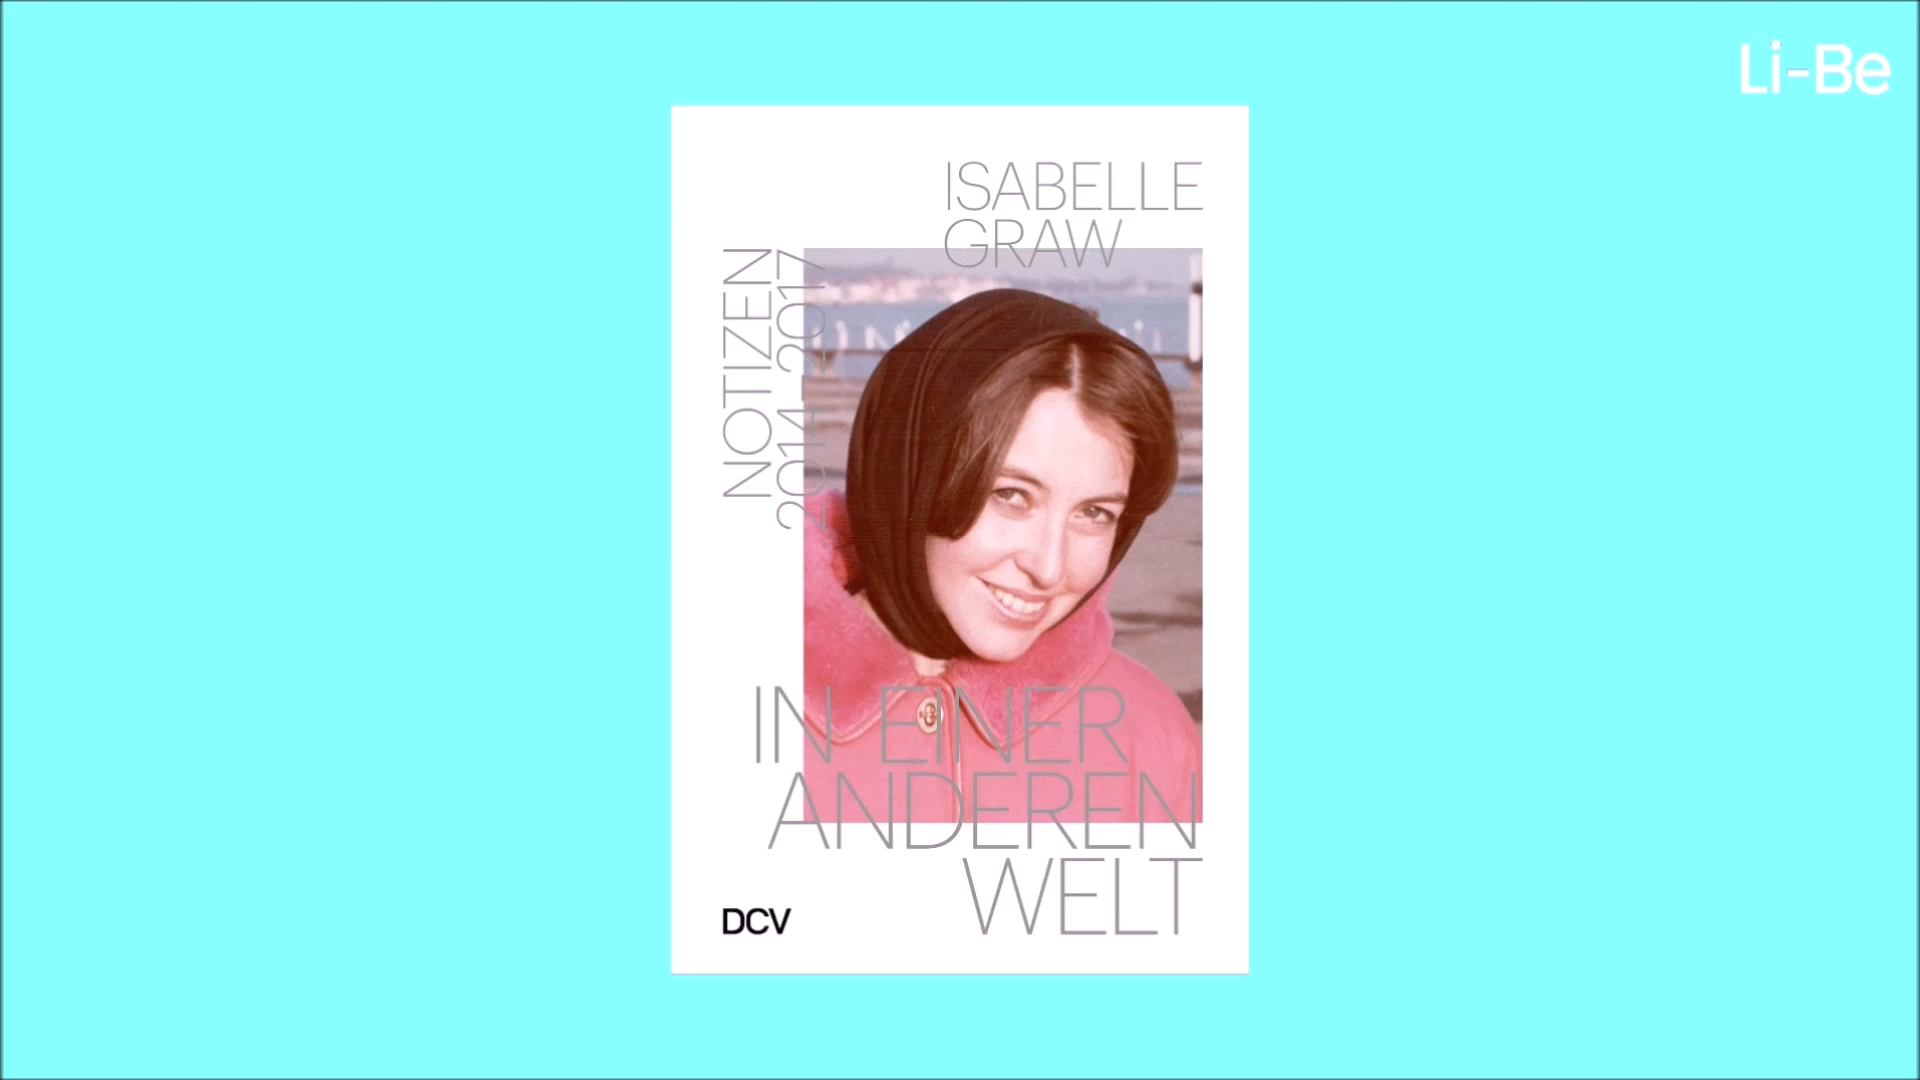 Li-Be
ISABELLE
GRAW
NOTIZEN
2014–2017
IN EINER
ANDEREN
WELT
DCV